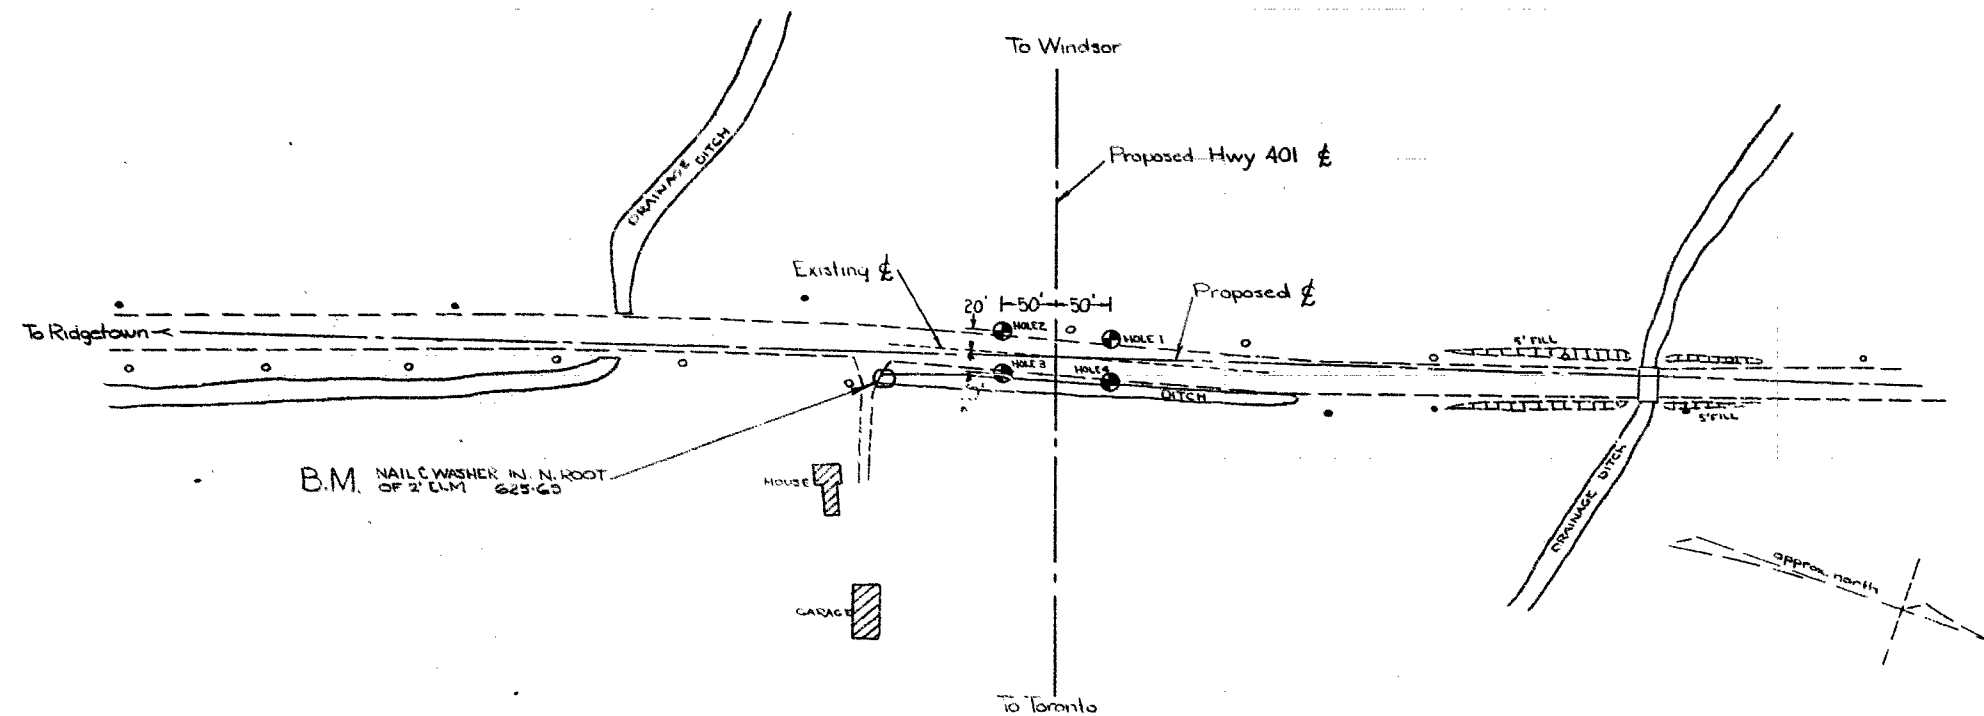 To Windsor
DRAINAGE DITCH
Proposed Hwy 401 ℄
Existing ℄
20'
50'
50'
Proposed ℄
To Ridgetown
HOLE 2
HOLE 1
5' FILL
HOLE 3
HOLE 4
DITCH
5' FILL
B.M. NAIL & WASHER IN. N. ROOT
OF 2' ELM 625.63
HOUSE
DRAINAGE DITCH
approx. north
GARAGE
To Toronto